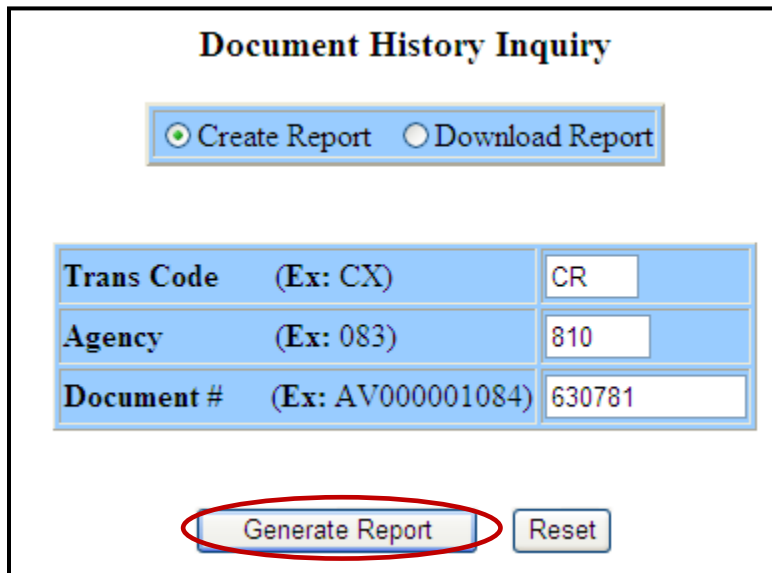 Document History Inquiry
Create Report Download Report
Trans Code (Ex: CX) CR
Agency (Ex: 083) 810
Document # (Ex: AV000001084) 630781
Generate Report Reset